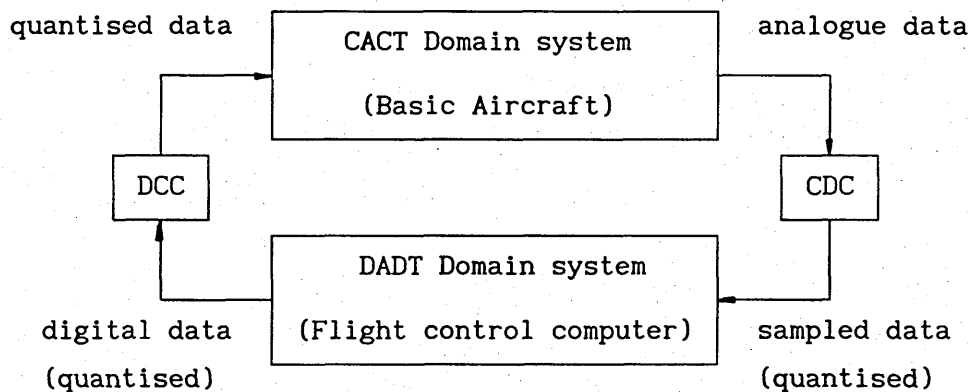 quantised data
CACT Domain system
analogue data
(Basic Aircraft)
DCC
CDC
DADT Domain system
digital data
(Flight control computer)
sampled data
(quantised)
(quantised)